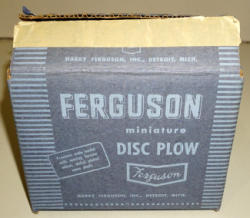 HARRY FERGUSON, INC., DETROIT, MICH.
FERGUSON
miniature
DISC PLOW
Ferguson
HARRY FERGUSON, INC., DETROIT, MICH.